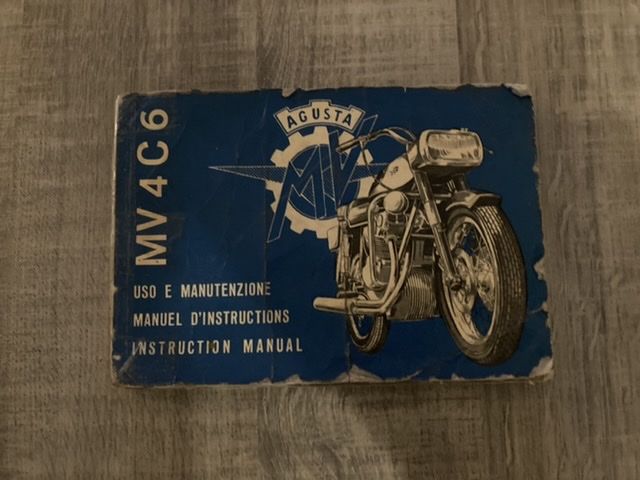 AGUSTA
MV
MV 4 C 6
USO E MANUTENZIONE
MANUEL D'INSTRUCTIONS
INSTRUCTION MANUAL